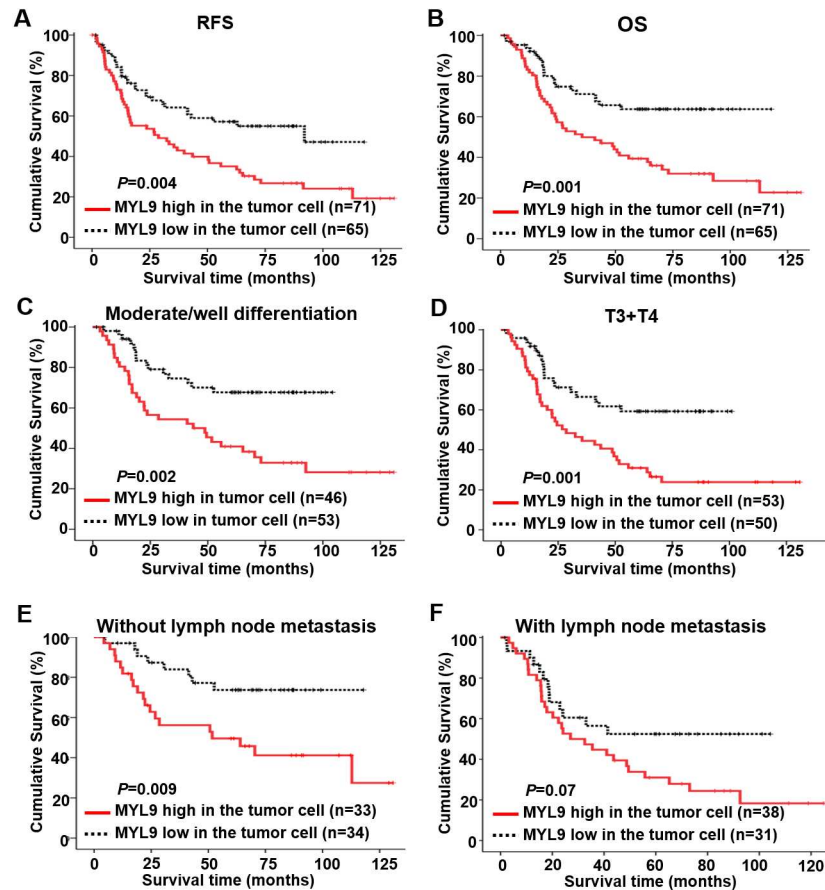 A
RFS
Cumulative Survival (%)
100
80
60
40
20
0
P=0.004
MYL9 high in the tumor cell (n=71)
MYL9 low in the tumor cell (n=65)
0 25 50 75 100 125
Survival time (months)
B
OS
Cumulative Survival (%)
100
80
60
40
20
0
P=0.001
MYL9 high in the tumor cell (n=71)
MYL9 low in the tumor cell (n=65)
0 25 50 75 100 125
Survival time (months)
C
Moderate/well differentiation
Cumulative Survival (%)
100
80
60
40
20
0
P=0.002
MYL9 high in tumor cell (n=46)
MYL9 low in tumor cell (n=53)
0 25 50 75 100 125
Survival time (months)
D
T3+T4
Cumulative Survival (%)
100
80
60
40
20
0
P=0.001
MYL9 high in the tumor cell (n=53)
MYL9 low in the tumor cell (n=50)
0 25 50 75 100 125
Survival time (months)
E
Without lymph node metastasis
Cumulative Survival (%)
100
80
60
40
20
0
P=0.009
MYL9 high in the tumor cell (n=33)
MYL9 low in the tumor cell (n=34)
0 25 50 75 100 125
Survival time (months)
F
With lymph node metastasis
Cumulative Survival (%)
100
80
60
40
20
0
P=0.07
MYL9 high in the tumor cell (n=38)
MYL9 low in the tumor cell (n=31)
0 20 40 60 80 100 125
Survival time (months)